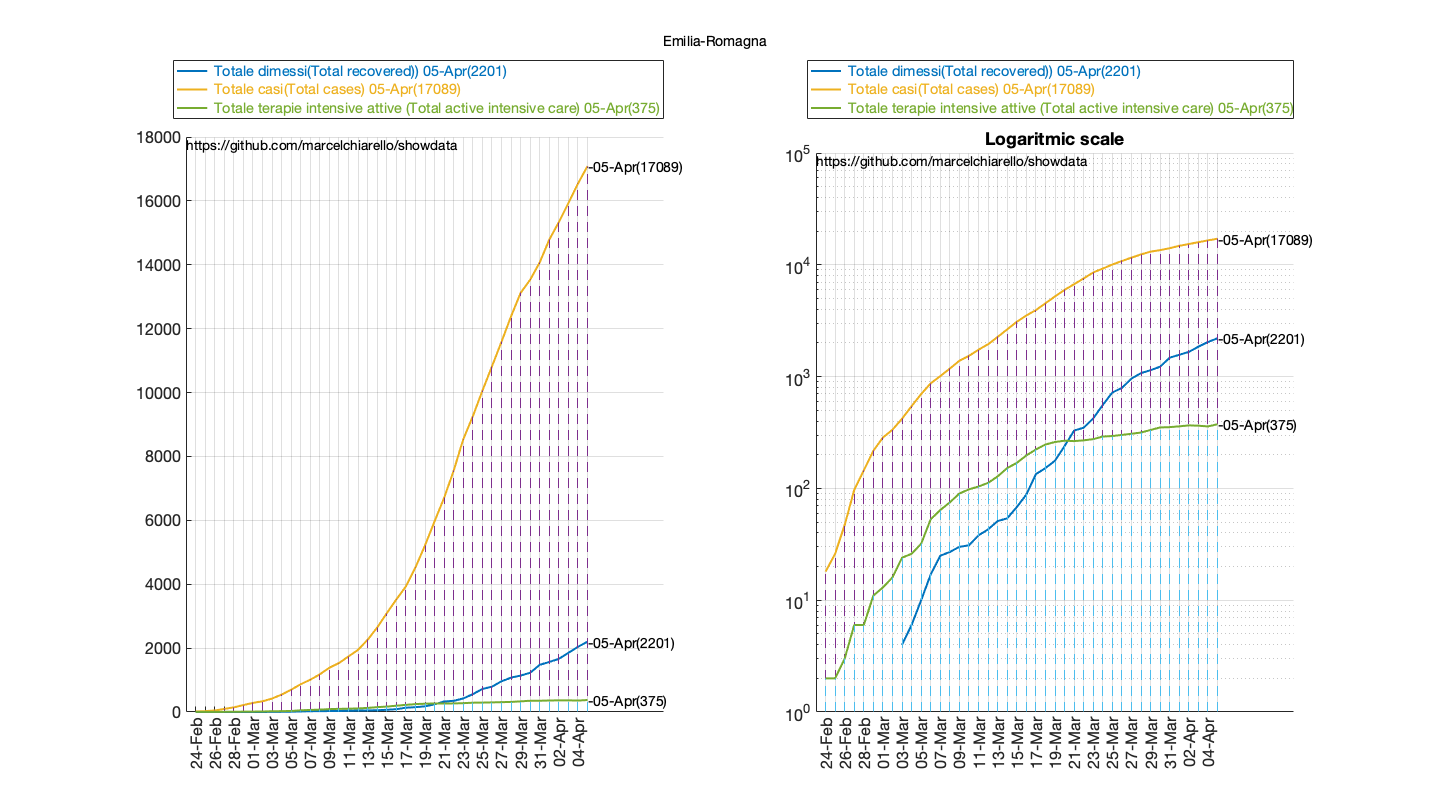 Emilia-Romagna
Totale dimessi(Total recovered)) 05-Apr(2201)
Totale casi(Total cases) 05-Apr(17089)
Totale terapie intensive attive (Total active intensive care) 05-Apr(375)
18000
16000
14000
12000
10000
8000
6000
4000
2000
0
https://github.com/marcelchiarello/showdata
-05-Apr(17089)
-05-Apr(2201)
-05-Apr(375)
24-Feb
26-Feb
28-Feb
01-Mar
03-Mar
05-Mar
07-Mar
09-Mar
11-Mar
13-Mar
15-Mar
17-Mar
19-Mar
21-Mar
23-Mar
25-Mar
27-Mar
29-Mar
31-Mar
02-Apr
04-Apr
Totale dimessi(Total recovered)) 05-Apr(2201)
Totale casi(Total cases) 05-Apr(17089)
Totale terapie intensive attive (Total active intensive care) 05-Apr(375)
Logaritmic scale
10^5
10^4
10^3
10^2
10^1
10^0
https://github.com/marcelchiarello/showdata
-05-Apr(17089)
-05-Apr(2201)
-05-Apr(375)
24-Feb
26-Feb
28-Feb
01-Mar
03-Mar
05-Mar
07-Mar
09-Mar
11-Mar
13-Mar
15-Mar
17-Mar
19-Mar
21-Mar
23-Mar
25-Mar
27-Mar
29-Mar
31-Mar
02-Apr
04-Apr